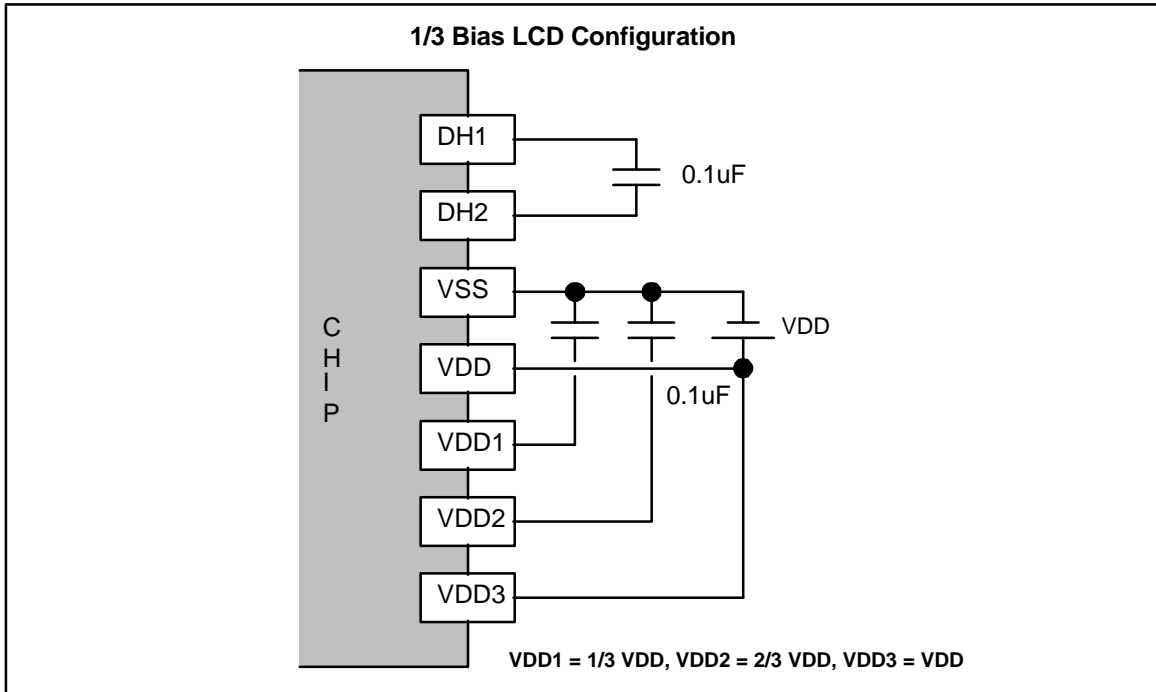 1/3 Bias LCD Configuration
DH1
0.1uF
DH2
VSS
CHIP
VDD
VDD
0.1uF
VDD1
VDD2
VDD3
VDD1 = 1/3 VDD, VDD2 = 2/3 VDD, VDD3 = VDD